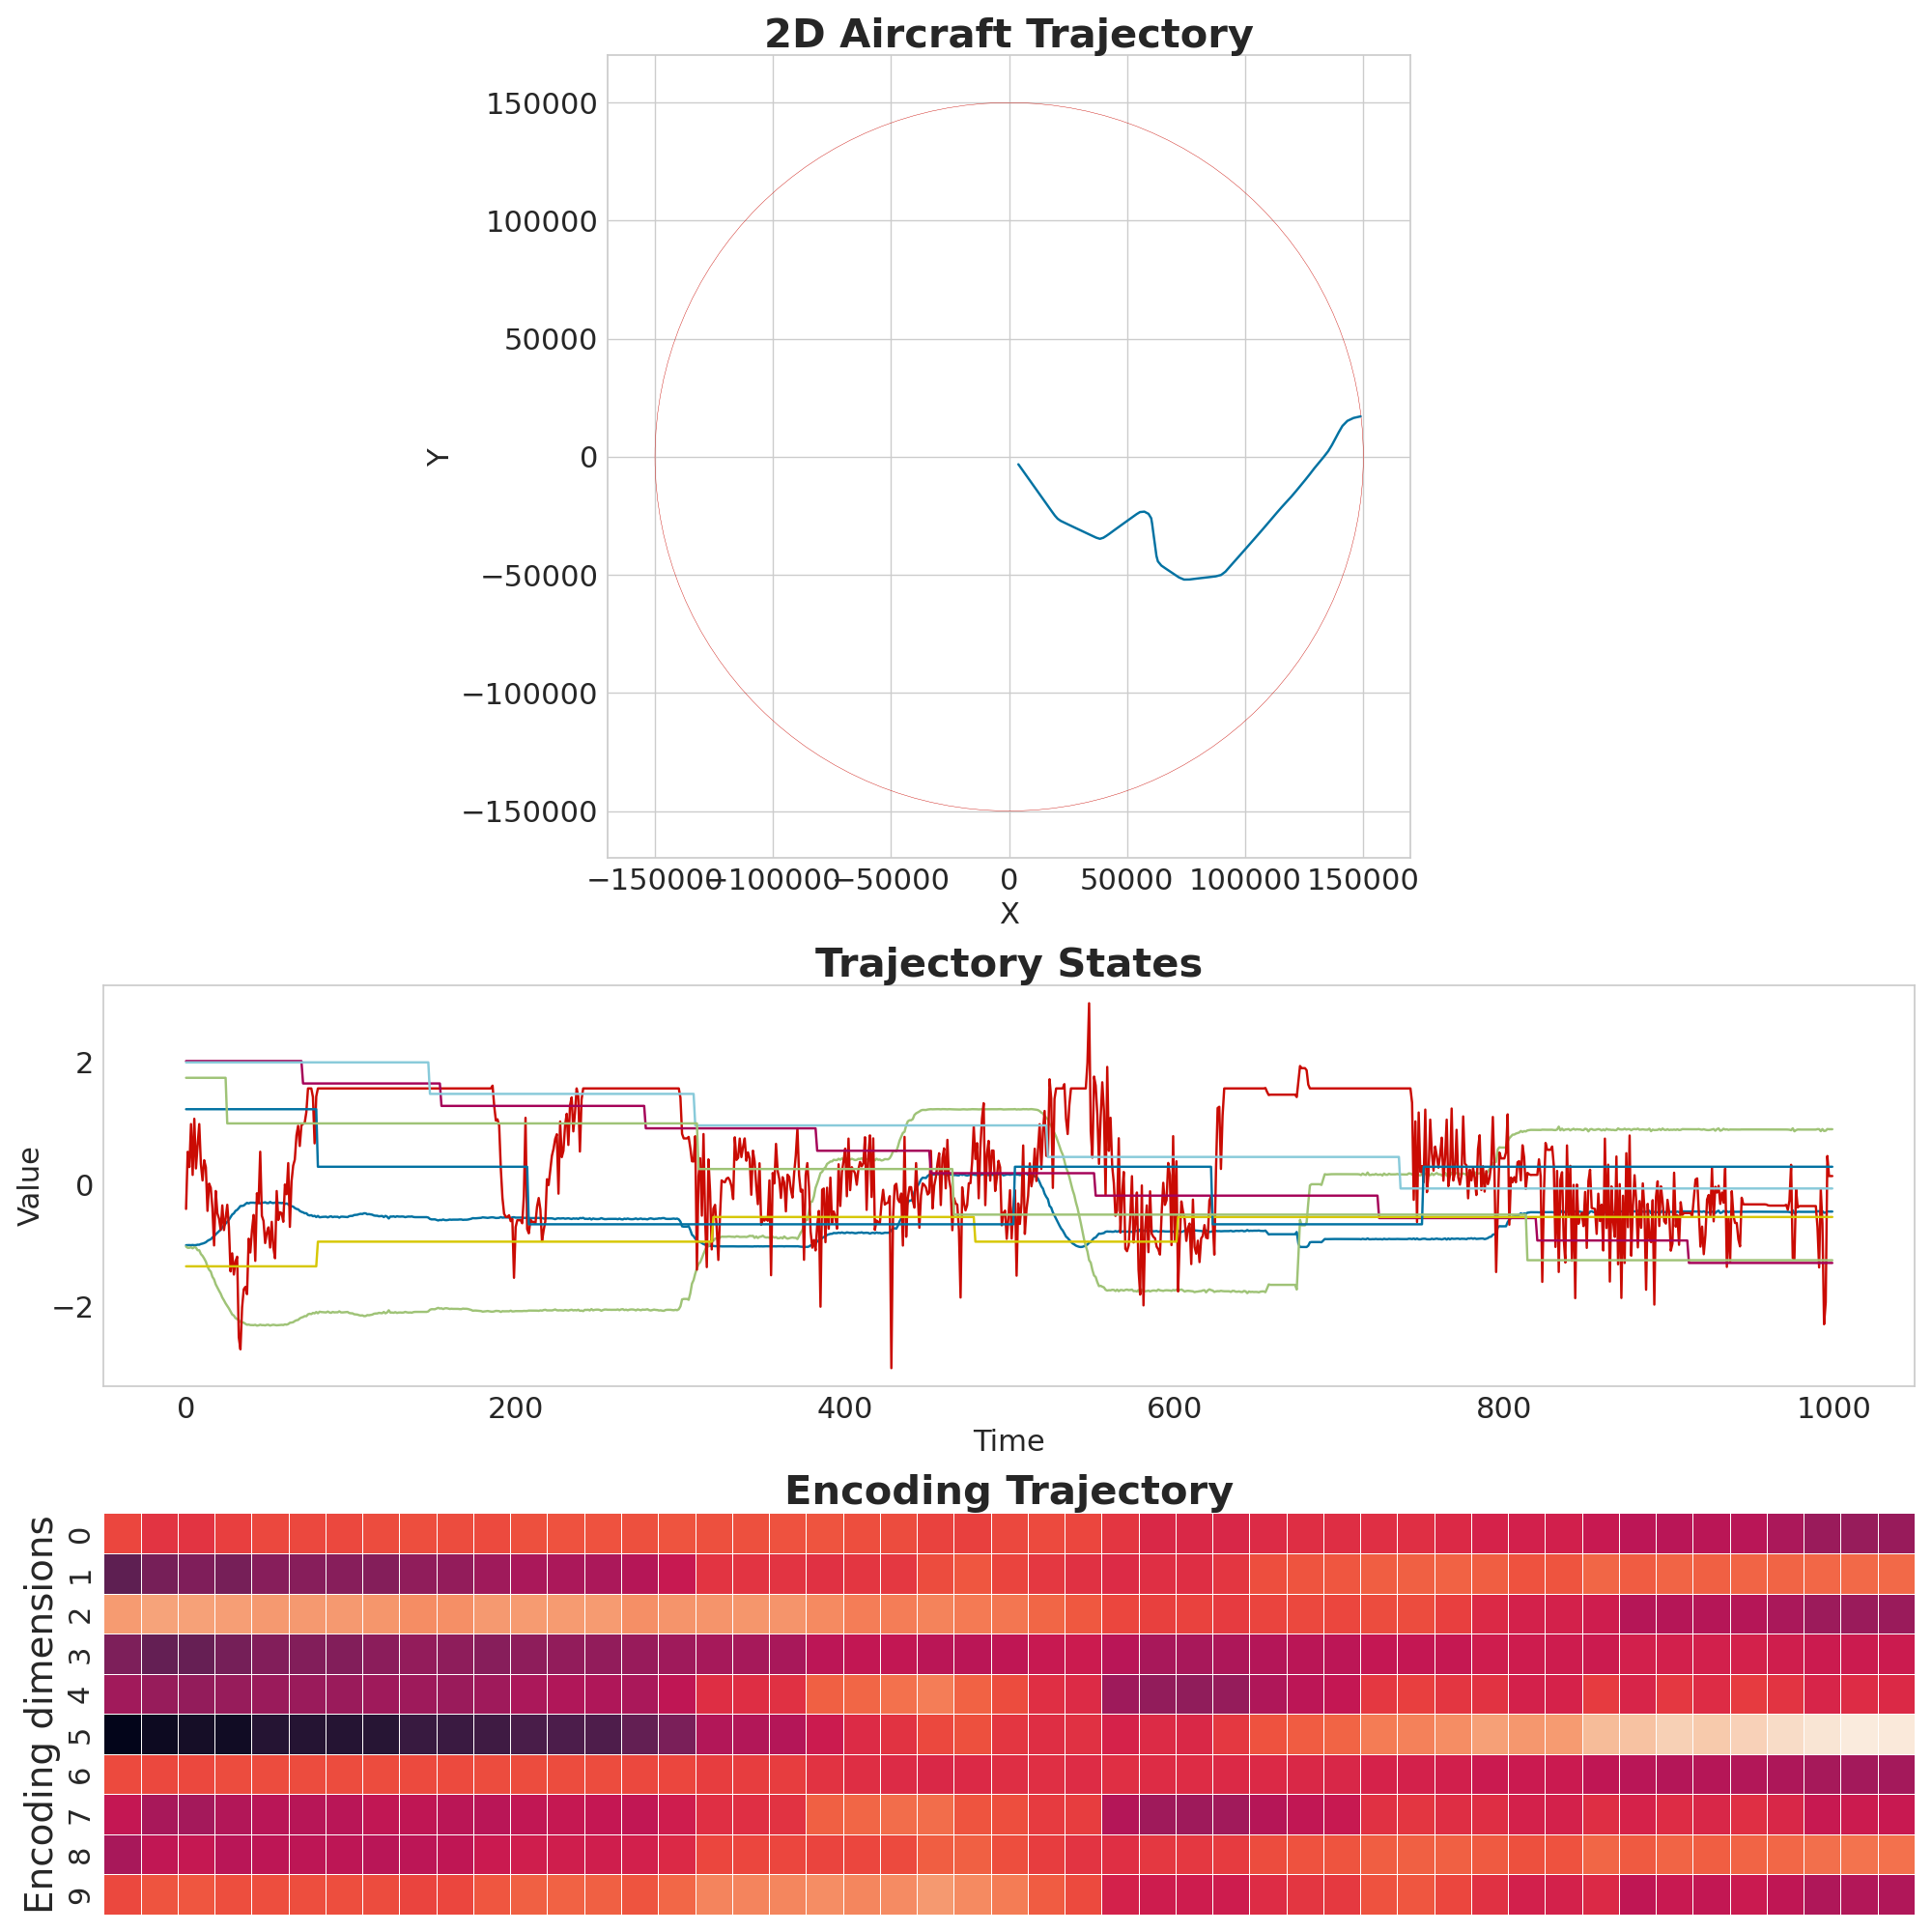 2D Aircraft Trajectory
150000
100000
50000
0
−50000
−100000
−150000
Y
−150000 −100000 −50000 0 50000 100000 150000
X
Trajectory States
2
0
−2
Value
0 200 400 600 800 1000
Time
Encoding Trajectory
Encoding dimensions
0
1
2
3
4
5
6
7
8
9